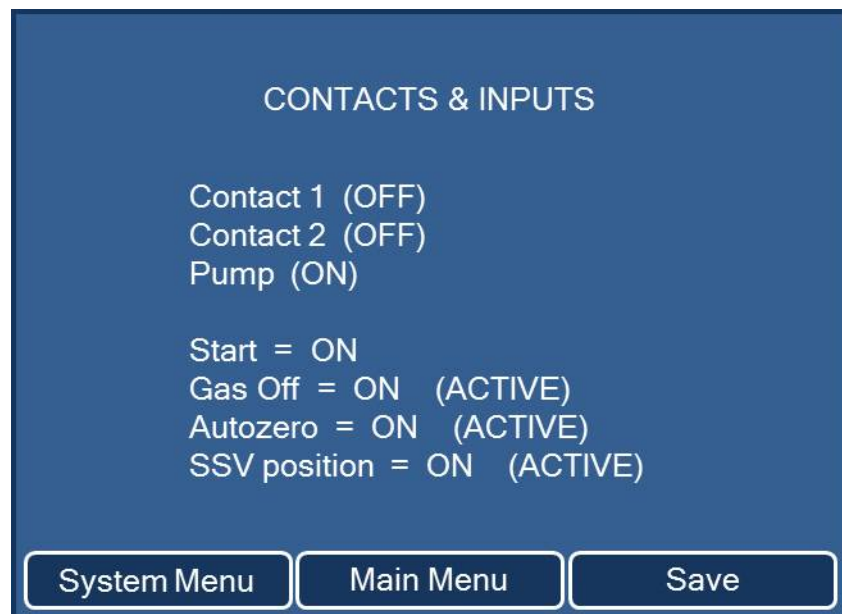 CONTACTS & INPUTS
Contact 1 (OFF)
Contact 2 (OFF)
Pump (ON)
Start = ON
Gas Off = ON (ACTIVE)
Autozero = ON (ACTIVE)
SSV position = ON (ACTIVE)
System Menu
Main Menu
Save